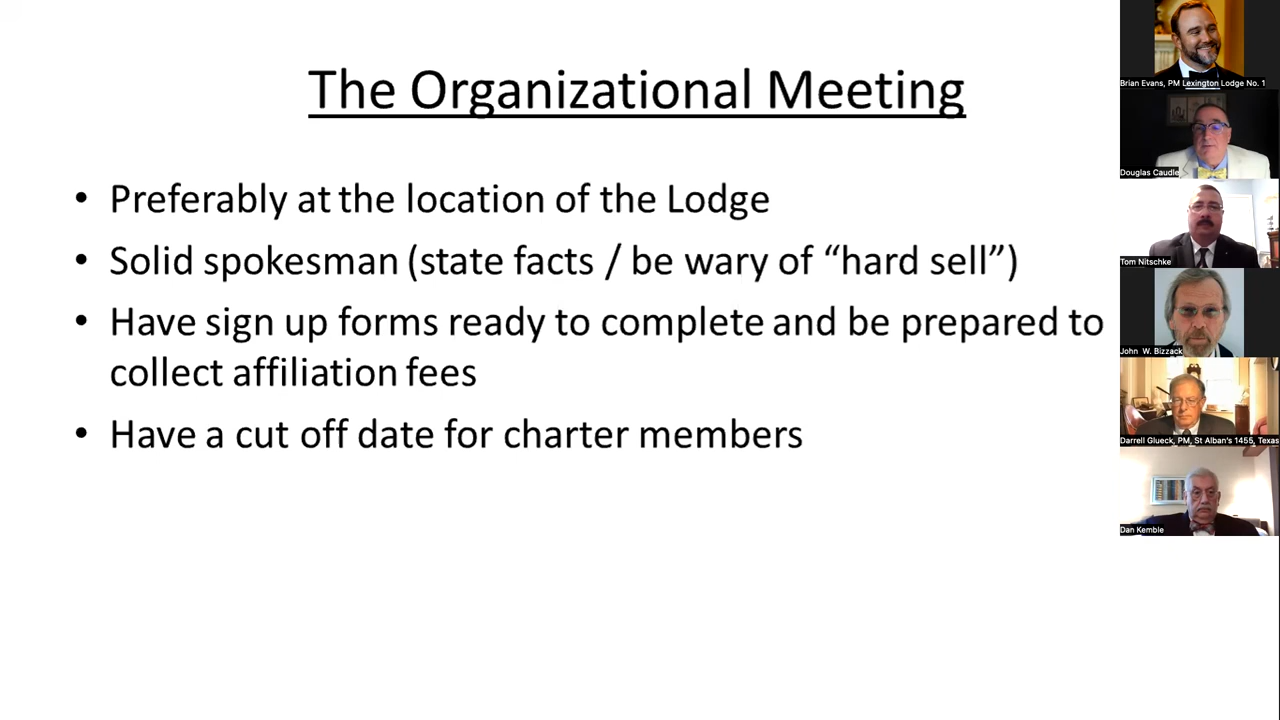 The Organizational Meeting
• Preferably at the location of the Lodge
• Solid spokesman (state facts / be wary of “hard sell”)
• Have sign up forms ready to complete and be prepared to
collect affiliation fees
• Have a cut off date for charter members
Brian Evans, PM Lexington Lodge No. 1
Douglas Caudle
Tom Nitschke
John W. Bizzack
Darrell Glueck, PM, St Alban's 1455, Texas
Dan Kemble